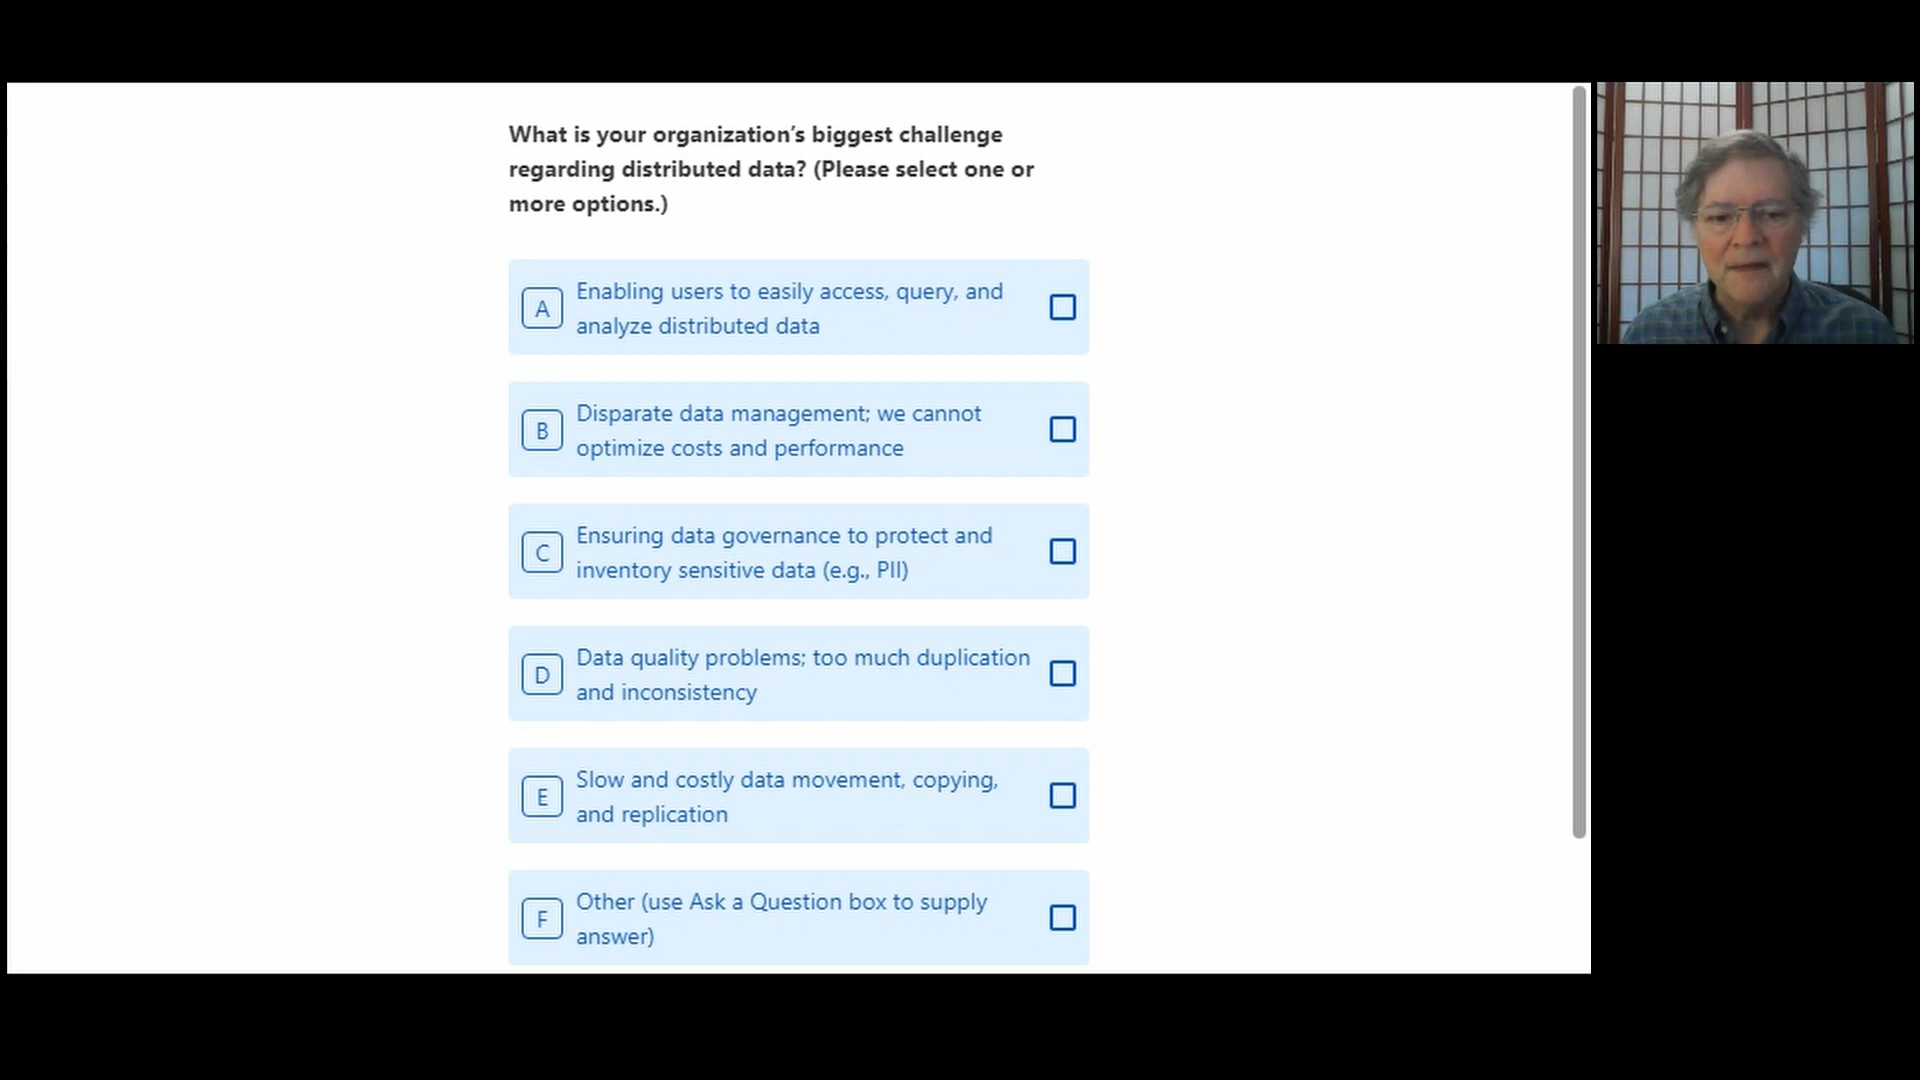 What is your organization’s biggest challenge
regarding distributed data? (Please select one or
more options.)
A
Enabling users to easily access, query, and
analyze distributed data
B
Disparate data management; we cannot
optimize costs and performance
C
Ensuring data governance to protect and
inventory sensitive data (e.g., PII)
D
Data quality problems; too much duplication
and inconsistency
E
Slow and costly data movement, copying,
and replication
F
Other (use Ask a Question box to supply
answer)